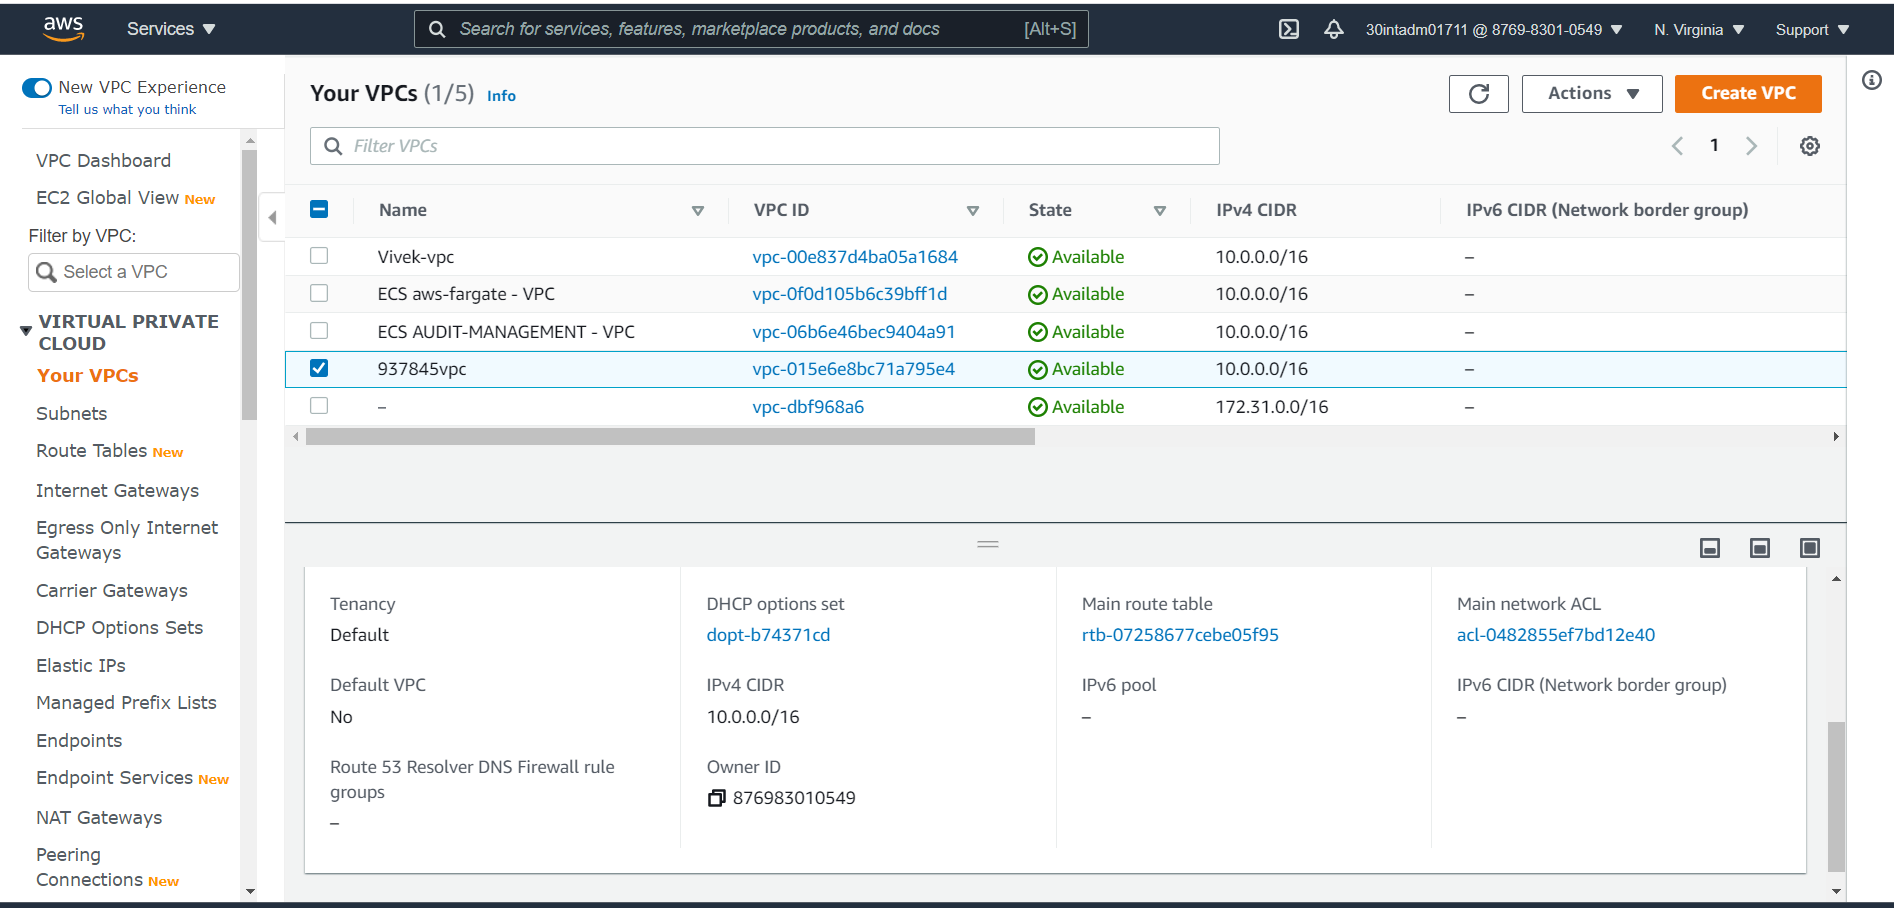 aws
Services
Search for services, features, marketplace products, and docs [Alt+S]
30intadm01711 @ 8769-8301-0549
N. Virginia
Support
New VPC Experience
Tell us what you think
VPC Dashboard
EC2 Global View New
Filter by VPC:
Select a VPC
VIRTUAL PRIVATE
CLOUD
Your VPCs
Subnets
Route Tables New
Internet Gateways
Egress Only Internet
Gateways
Carrier Gateways
DHCP Options Sets
Elastic IPs
Managed Prefix Lists
Endpoints
Endpoint Services New
NAT Gateways
Peering
Connections New
Your VPCs (1/5) Info
Actions
Create VPC
Filter VPCs
1
Name VPC ID State IPv4 CIDR IPv6 CIDR (Network border group)
Vivek-vpc vpc-00e837d4ba05a1684 Available 10.0.0.0/16 –
ECS aws-fargate - VPC vpc-0f0d105b6c39bff1d Available 10.0.0.0/16 –
ECS AUDIT-MANAGEMENT - VPC vpc-06b6e46bec9404a91 Available 10.0.0.0/16 –
937845vpc vpc-015e6e8bc71a795e4 Available 10.0.0.0/16 –
– vpc-dbf968a6 Available 172.31.0.0/16 –
Tenancy
Default
DHCP options set
dopt-b74371cd
Main route table
rtb-07258677cebe05f95
Main network ACL
acl-0482855ef7bd12e40
Default VPC
No
IPv4 CIDR
10.0.0.0/16
IPv6 pool
–
IPv6 CIDR (Network border group)
–
Route 53 Resolver DNS Firewall rule
groups
–
Owner ID
876983010549